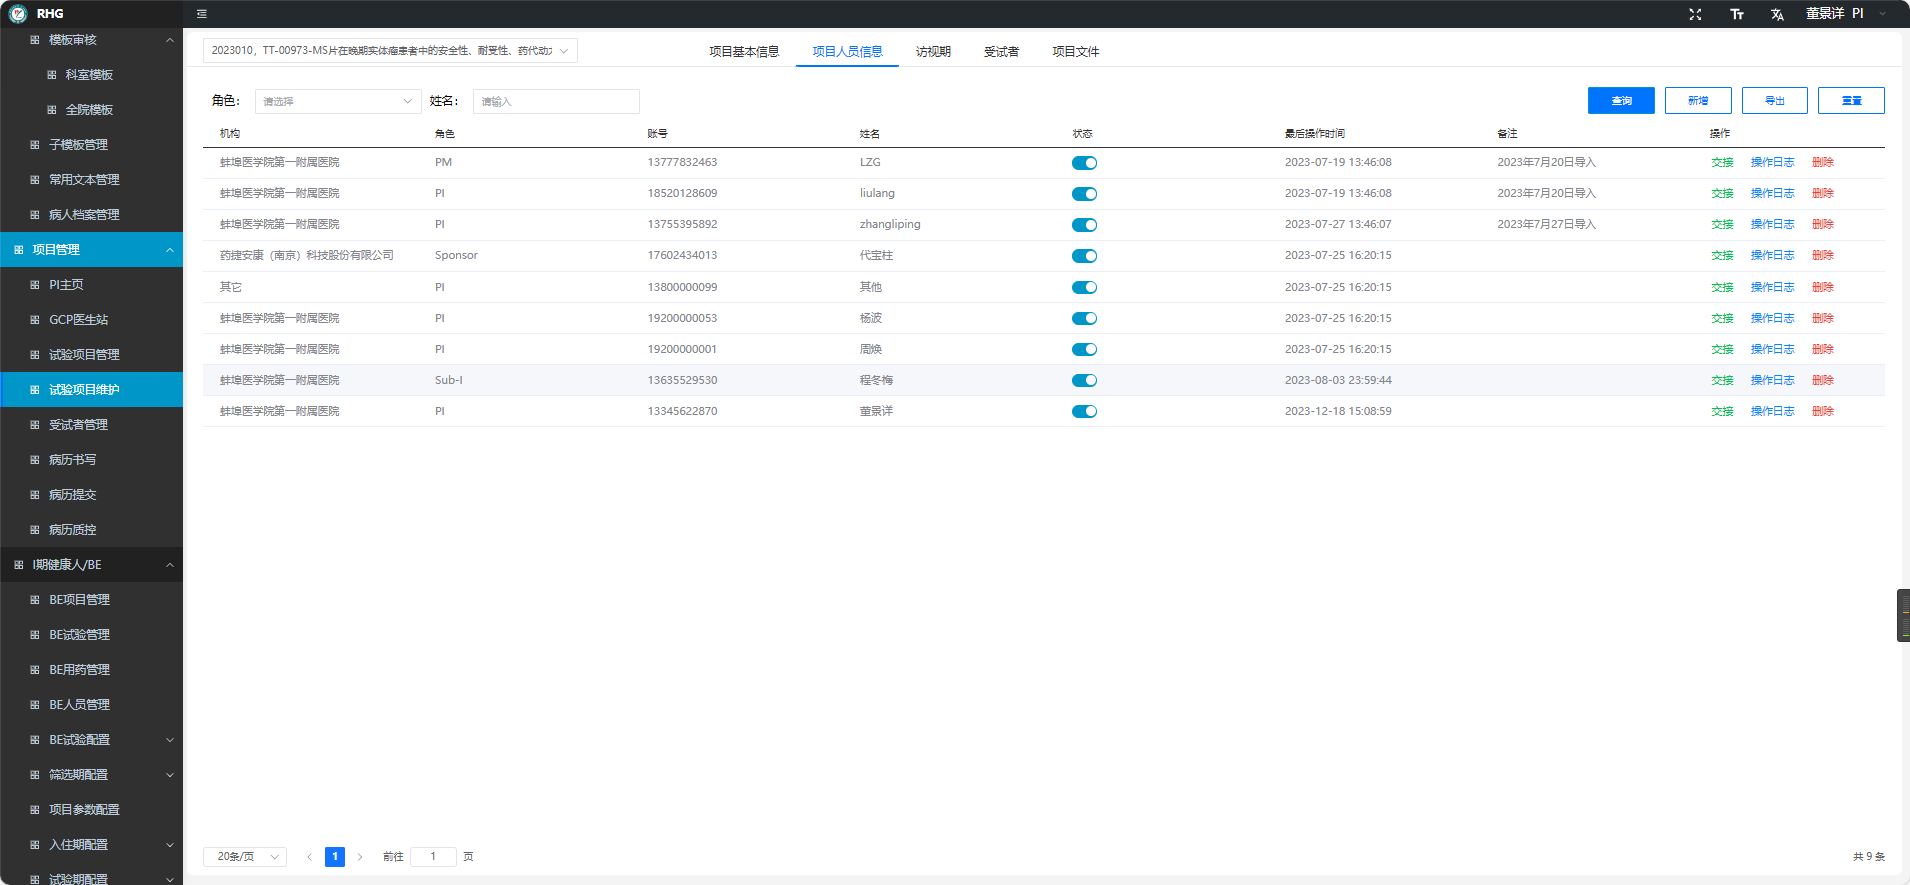 RHG
董景详 PI
模板审核
科室模板
全院模板
子模板管理
常用文本管理
病人档案管理
项目管理
PI主页
GCP医生站
试验项目管理
试验项目维护
受试者管理
病历书写
病历提交
病历质控
I期健康人/BE
BE项目管理
BE试验管理
BE用药管理
BE人员管理
BE试验配置
筛选期配置
项目参数配置
入住期配置
试验期配置
2023010，TT-00973-MS片在晚期实体瘤患者中的安全性、耐受性、药代动力
项目基本信息 项目人员信息 访视期 受试者 项目文件
角色： 请选择 姓名： 请输入 查询 新增 导出 重置
机构 角色 账号 姓名 状态 最后操作时间 备注 操作
蚌埠医学院第一附属医院 PM 13777832463 LZG 2023-07-19 13:46:08 2023年7月20日导入 交接 操作日志 删除
蚌埠医学院第一附属医院 PI 18520128609 liulang 2023-07-19 13:46:08 2023年7月20日导入 交接 操作日志 删除
蚌埠医学院第一附属医院 PI 13755395892 zhangliping 2023-07-27 13:46:07 2023年7月27日导入 交接 操作日志 删除
药捷安康（南京）科技股份有限公司 Sponsor 17602434013 代宝柱 2023-07-25 16:20:15 交接 操作日志 删除
其它 PI 13800000099 其他 2023-07-25 16:20:15 交接 操作日志 删除
蚌埠医学院第一附属医院 PI 19200000053 杨波 2023-07-25 16:20:15 交接 操作日志 删除
蚌埠医学院第一附属医院 PI 19200000001 周焕 2023-07-25 16:20:15 交接 操作日志 删除
蚌埠医学院第一附属医院 Sub-I 13635529530 程冬梅 2023-08-03 23:59:44 交接 操作日志 删除
蚌埠医学院第一附属医院 PI 13345622870 董景详 2023-12-18 15:08:59 交接 操作日志 删除
20条/页 1 前往 1 页 共 9 条